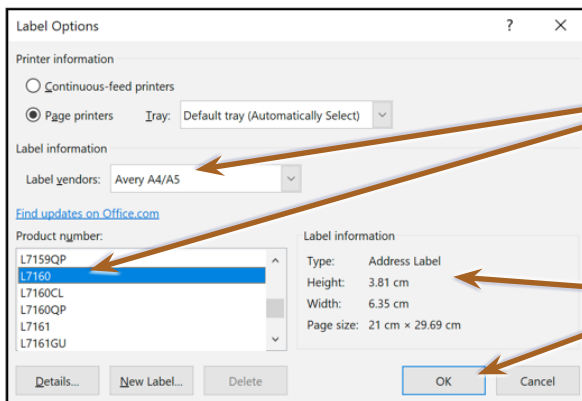 Label Options ? ×
Printer information
Continuous-feed printers
Page printers Tray: Default tray (Automatically Select)
Label information
Label vendors: Avery A4/A5
Find updates on Office.com
Product number:
L7159QP
L7160
L7160CL
L7160QP
L7161
L7161GU
Label information
Type: Address Label
Height: 3.81 cm
Width: 6.35 cm
Page size: 21 cm × 29.69 cm
Details... New Label... Delete OK Cancel